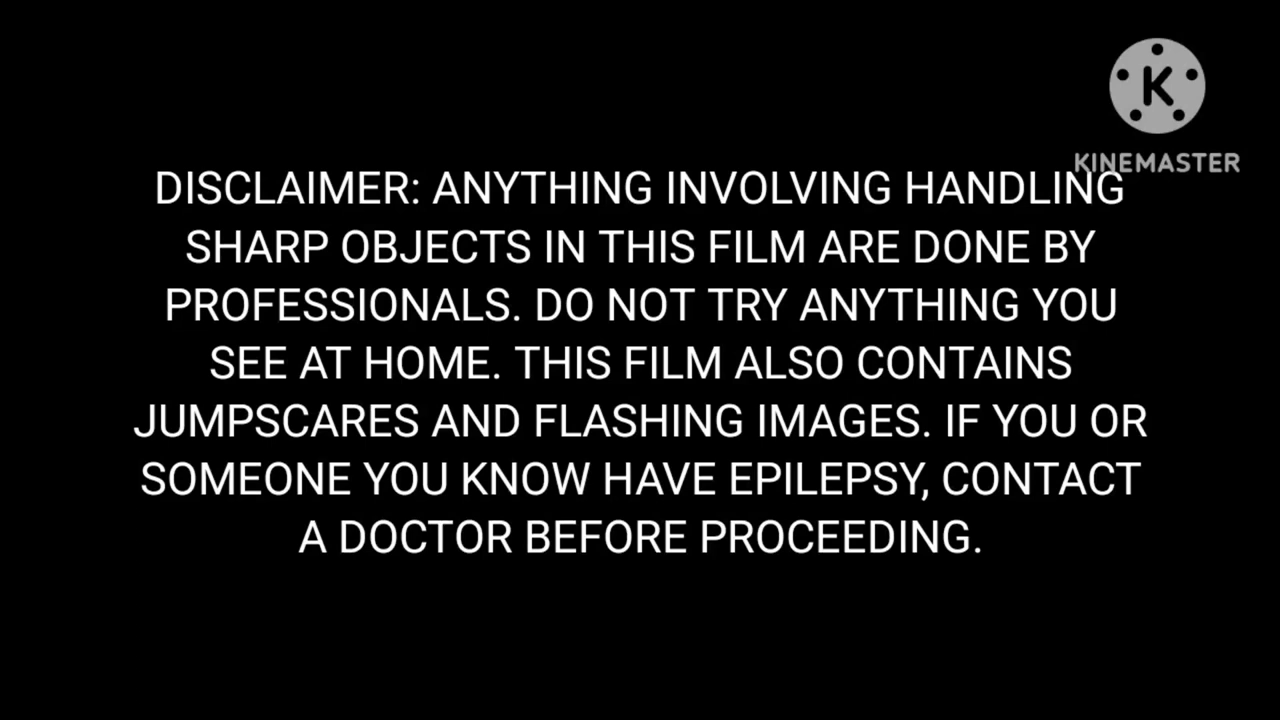 K
KINEMASTER
DISCLAIMER: ANYTHING INVOLVING HANDLING
SHARP OBJECTS IN THIS FILM ARE DONE BY
PROFESSIONALS. DO NOT TRY ANYTHING YOU
SEE AT HOME. THIS FILM ALSO CONTAINS
JUMPSCARES AND FLASHING IMAGES. IF YOU OR
SOMEONE YOU KNOW HAVE EPILEPSY, CONTACT
A DOCTOR BEFORE PROCEEDING.